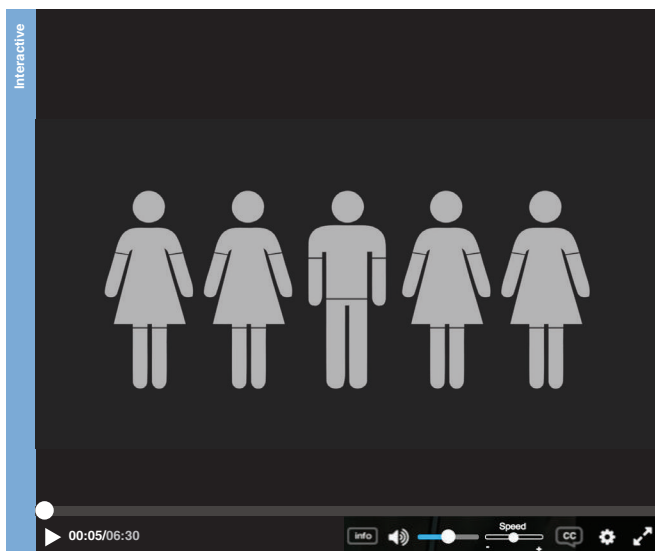 Interactive
00:05/06:30
info
Speed
- +
CC